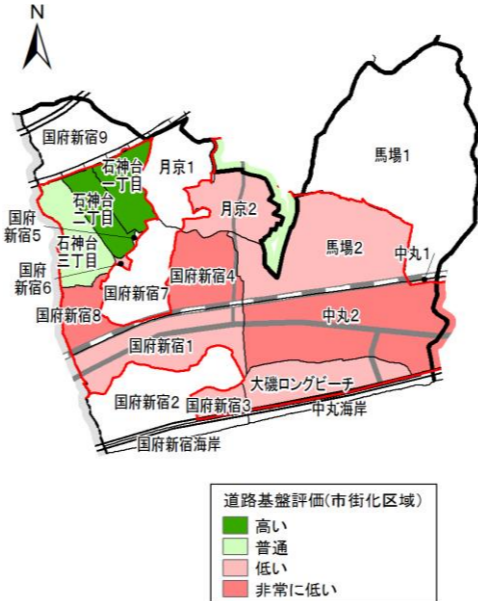 N
国府新宿9
石神台
一丁目
月京1
馬場1
石神台
二丁目
国府
新宿5
月京2
石神台
三丁目
国府
新宿6
国府新宿7
国府新宿4
馬場2
中丸1
国府新宿8
中丸2
国府新宿1
大磯ロングビーチ
国府新宿2
国府新宿3
中丸海岸
国府新宿海岸
道路基盤評価(市街化区域)
高い
普通
低い
非常に低い